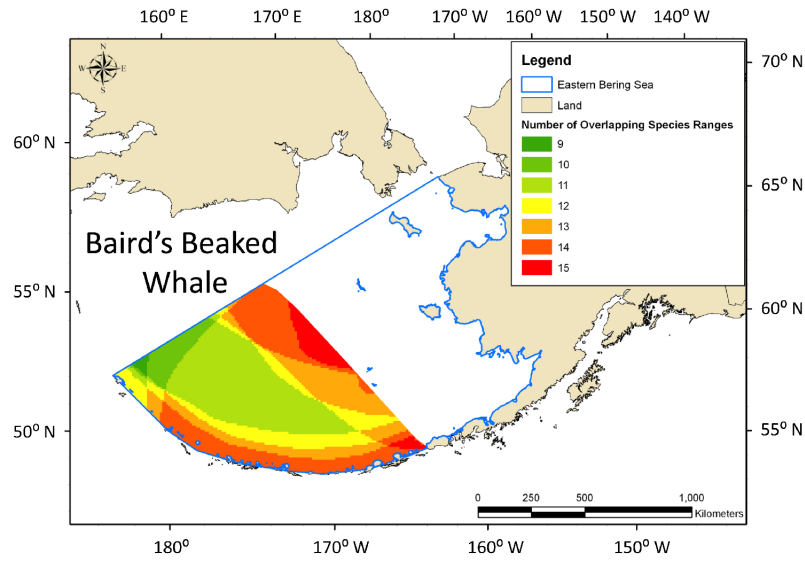 160° E 170° E 180° 170° W 160° W 150° W 140° W
70° N
N
W E
S
Legend
Eastern Bering Sea
Land
Number of Overlapping Species Ranges
9
10
11
12
13
14
15
60° N
65° N
Baird's Beaked
Whale
55° N
60° N
50° N
55° N
0 250 500 1,000
Kilometers
180° 170° W 160° W 150° W